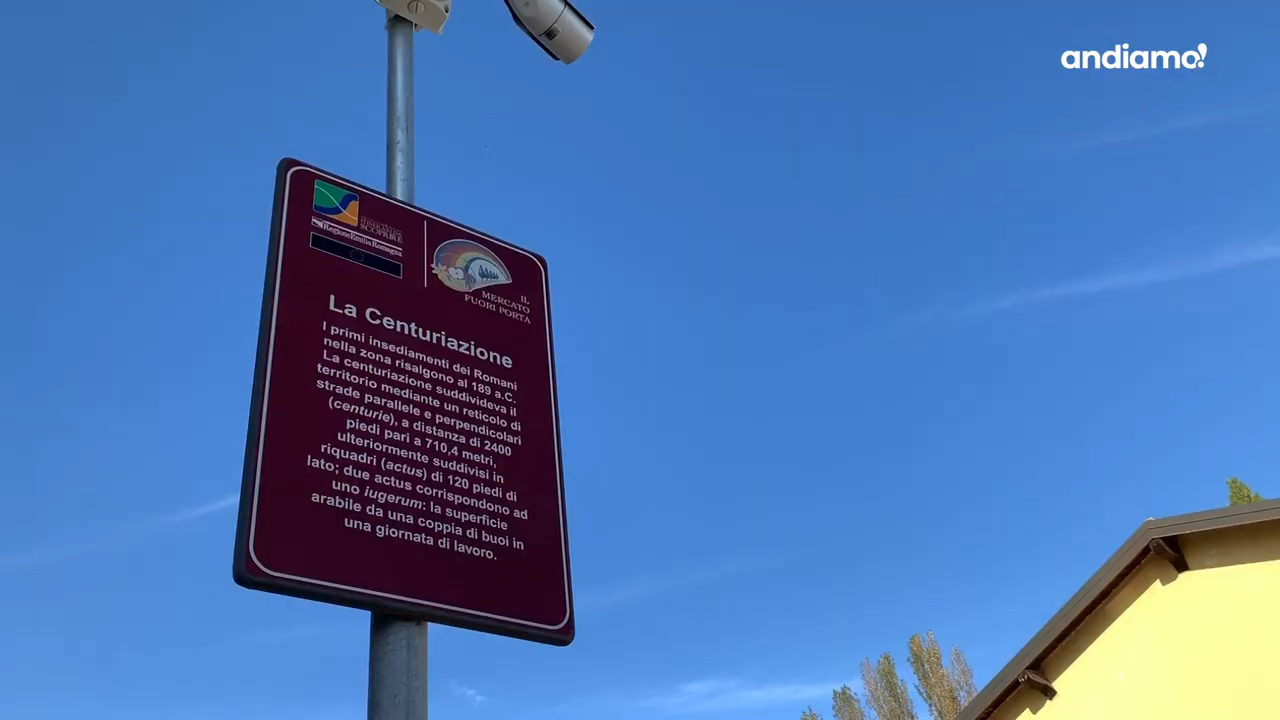 andiamo!
SCOPRIRE
RegioneEmiliaRomagna
IL
MERCATO
FUORI PORTA
La Centuriazione
I primi insediamenti dei Romani
nella zona risalgono al 189 a.C.
La centuriazione suddivideva il
territorio mediante un reticolo di
strade parallele e perpendicolari
(centurie), a distanza di 2400
piedi pari a 710,4 metri,
ulteriormente suddivisi in
riquadri (actus) di 120 piedi di
lato; due actus corrispondono ad
uno iugerum: la superficie
arabile da una coppia di buoi in
una giornata di lavoro.